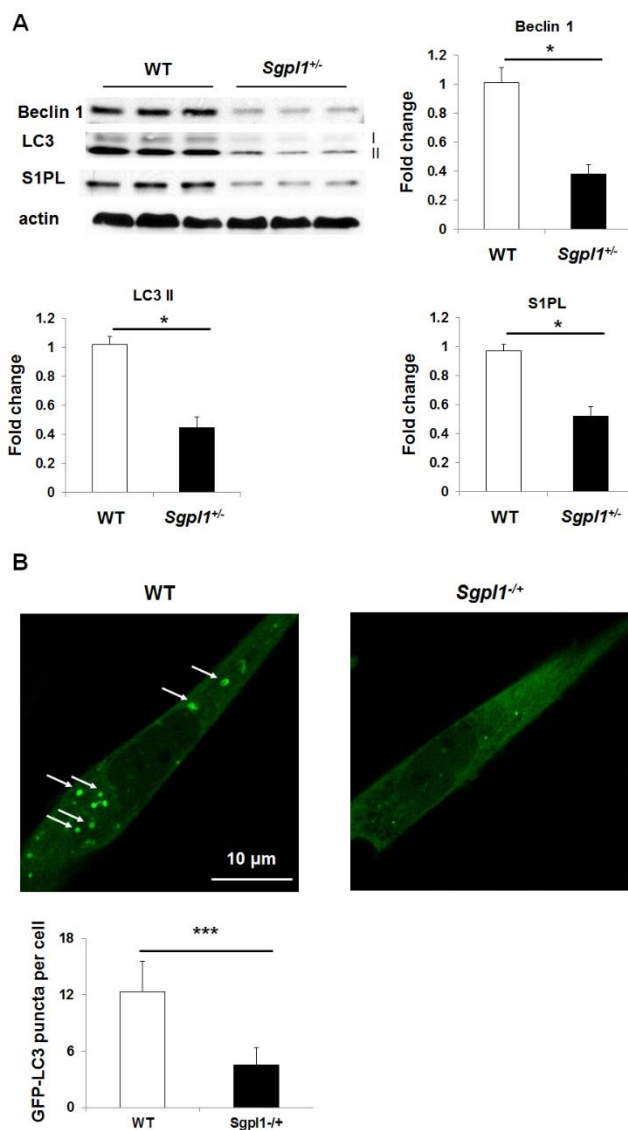 A
WT
Sgpl1+/-
Beclin 1
LC3
I
II
S1PL
actin
Beclin 1
Fold change
1.2
1
0.8
0.6
0.4
0.2
0
*
WT
Sgpl1+/-
LC3 II
Fold change
1.2
1
0.8
0.6
0.4
0.2
0
*
WT
Sgpl1+/-
S1PL
Fold change
1.2
1
0.8
0.6
0.4
0.2
0
*
WT
Sgpl1+/-
B
WT
Sgpl1-/+
10 µm
GFP-LC3 puncta per cell
18
12
6
0
***
WT
Sgpl1-/+